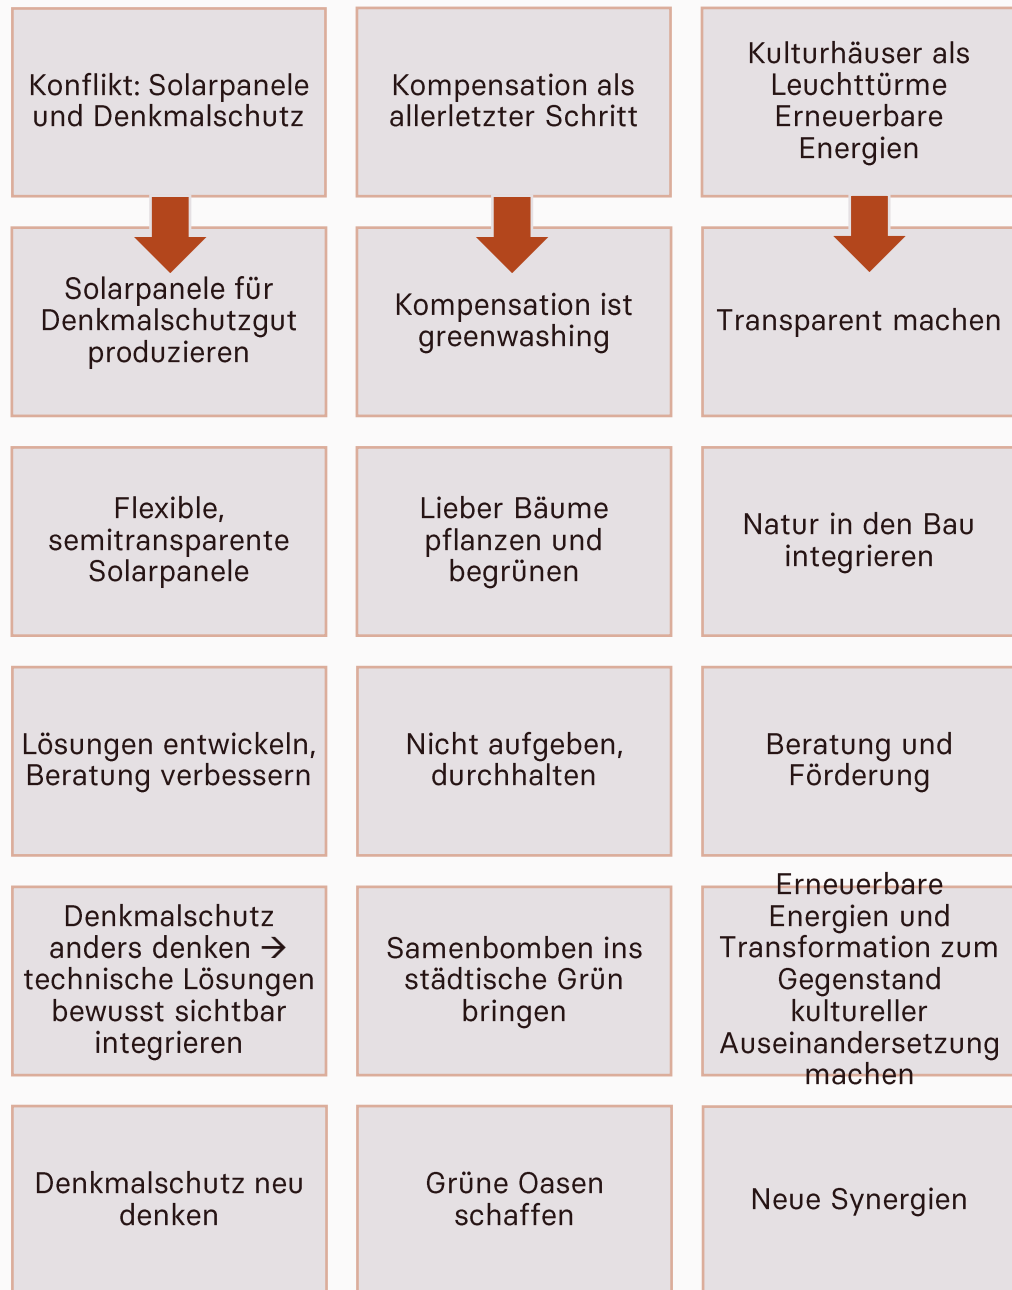 Konflikt: Solarpanele
und Denkmalschutz
Kompensation als
allerletzter Schritt
Kulturhäuser als
Leuchttürme
Erneuerbare
Energien
Solarpanele für
Denkmalschutzgut
produzieren
Kompensation ist
greenwashing
Transparent machen
Flexible,
semitransparente
Solarpanele
Lieber Bäume
pflanzen und
begrünen
Natur in den Bau
integrieren
Lösungen entwickeln,
Beratung verbessern
Nicht aufgeben,
durchhalten
Beratung und
Förderung
Denkmalschutz
anders denken →
technische Lösungen
bewusst sichtbar
integrieren
Samenbomben ins
städtische Grün
bringen
Erneuerbare
Energien und
Transformation zum
Gegenstand
kultureller
Auseinandersetzung
machen
Denkmalschutz neu
denken
Grüne Oasen
schaffen
Neue Synergien